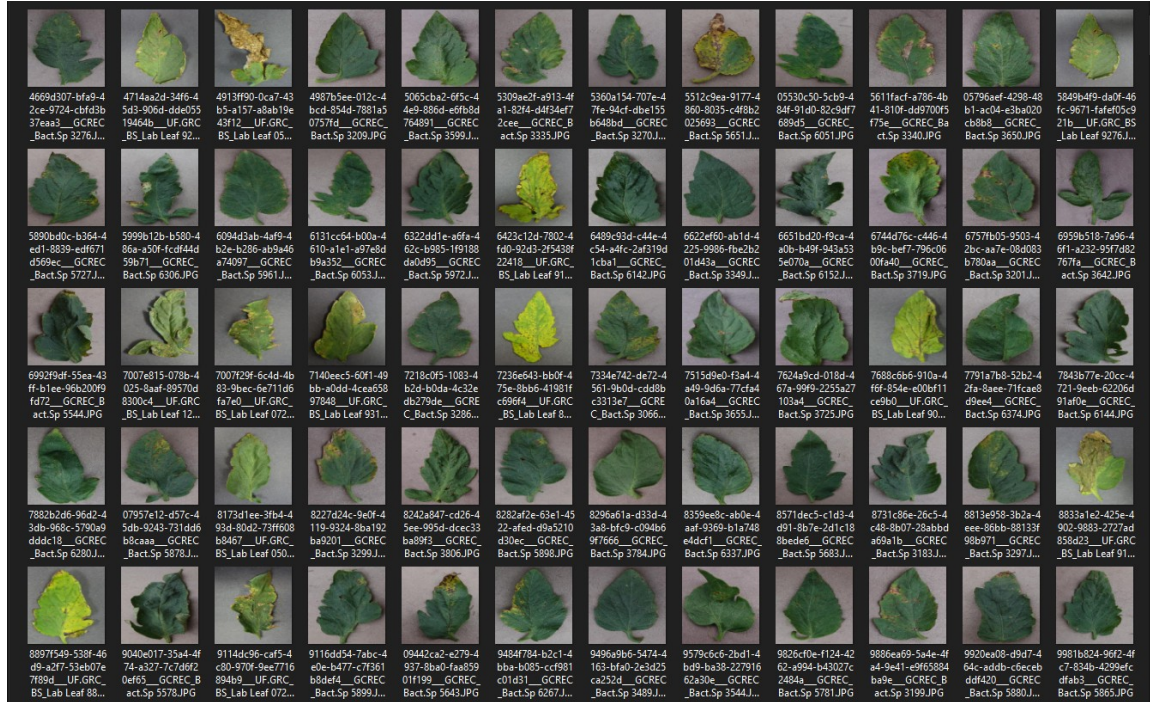 4669d307-bfa9-4
2ce-9724-cbfd3b
37eaa3___GCREC
_Bact.Sp 3276.J...
4714aa2d-34f6-4
5d3-906d-dde055
19464b___UF.GRC
_BS_Lab Leaf 92...
4913ff90-0ca7-43
b5-a157-a8ab19e
43f12___UF.GRC_
BS_Lab Leaf 05...
4987b5ee-012c-4
bcd-854d-7881a5
0757fd___GCREC
_Bact.Sp 3209.JPG
5065cba2-6f5c-4
4e9-886d-e6fb8d
764891___GCREC
_Bact.Sp 3599.J...
5309ae2f-a913-4f
a1-82f4-d4f34ef7
2cee___GCREC_B
act.Sp 3335.JPG
5360a154-707e-4
7fe-94cf-dbe155
b648bd___GCREC
_Bact.Sp 3270.J...
5512c9ea-9177-4
860-8035-c4f8b2
025693___GCREC
_Bact.Sp 5651.J...
05530c50-5cb9-4
84f-91d0-82c9df7
689d5___GCREC_
Bact.Sp 6051.JPG
5611facf-a786-4b
41-810f-dd9700f5
f75e___GCREC_Ba
ct.Sp 3340.JPG
05796aef-4298-48
b1-ac04-e3ba020
cb8b8___GCREC_
Bact.Sp 3650.JPG
5849b4f9-da0f-46
fc-9671-fafef05c9
21b___UF.GRC_BS
_Lab Leaf 9276.J...
5890bd0c-b364-4
ed1-8839-edf671
d569ec___GCREC
_Bact.Sp 5727.J...
5999b12b-b580-4
86a-a50f-fcdf44d
59b71___GCREC_
Bact.Sp 6306.JPG
6094d3ab-4af9-4
b2e-b286-ab9a46
a74097___GCREC
_Bact.Sp 5961.J...
6131cc64-b00a-4
610-a1e1-a97e8d
b9a352___GCREC
_Bact.Sp 6053.J...
6322dd1e-a6fa-4
62c-b985-1f9188
da0d95___GCREC
_Bact.Sp 5972.J...
6423c12d-7802-4
fd0-92d3-2f5438f
22418___UF.GRC_
BS_Lab Leaf 91...
6489c93d-c44e-4
c54-a4fc-2af319d
1cba1___GCREC_
Bact.Sp 6142.JPG
6622ef60-ab1d-4
225-9986-fbe2b2
01d43a___GCREC
_Bact.Sp 3349.J...
6651bd20-f9ca-4
a0b-b49f-943a53
5e070a___GCREC
_Bact.Sp 6152.J...
6744d76c-c446-4
b9c-bef7-796c06
00fa40___GCREC
_Bact.Sp 3719.J...
6757fb05-9503-4
2bc-aa7e-08d083
b780aa___GCREC
_Bact.Sp 3201.J...
6959b518-7a96-4
6f1-a232-95f7d82
767fa___GCREC_B
act.Sp 3642.JPG
6992f9df-55ea-43
ff-b1ee-96b200f9
fd72___GCREC_B
act.Sp 5544.JPG
7007e815-078b-4
025-8aaf-89570d
8300c4___UF.GRC
_BS_Lab Leaf 12...
7007ff29f-6c4d-4b
83-9bec-6e711d6
fa7e0___UF.GRC_
BS_Lab Leaf 072...
7140eec5-60f1-49
bb-a0dd-4cea658
97848___UF.GRC_
BS_Lab Leaf 931...
7218c0f5-1083-4
b2d-b0da-4c32e
db279de___GCRE
C_Bact.Sp 3286...
7236e643-bb0f-4
75e-8bb6-41981f
c696f4___UF.GRC
_BS_Lab Leaf 8...
7334e742-de72-4
561-9b0d-cdd8b
c3313e7___GCRE
C_Bact.Sp 3066...
7515d9e0-f3a4-4
a49-9d6a-77cfa4
0a16a4___GCREC
_Bact.Sp 3655.J...
7624a9cd-018d-4
67a-99f9-2255a27
103a4___GCREC_
Bact.Sp 3725.JPG
7688c6b6-910a-4
f6f-854e-e00bf11
ce9b0___UF.GRC_
BS_Lab Leaf 90...
7791a7b8-52b2-4
2fa-8aee-71fcae8
d9ee4___GCREC_
Bact.Sp 6374.JPG
7843b77e-20cc-4
721-9eeb-62206d
91af0e___GCREC_
Bact.Sp 6144.JPG
7882b2d6-96d2-4
3db-968c-5790a9
dddc18___GCREC
_Bact.Sp 6280.J...
07957e12-d57c-4
5db-9243-731dd6
b8caaa___GCREC
_Bact.Sp 5878.J...
8173d1ee-3fb4-4
93d-80d2-73ff608
b8467___UF.GRC_
BS_Lab Leaf 050...
8227d24c-9e0f-4
119-9324-8ba192
ba9201___GCREC
_Bact.Sp 3299.J...
8242a847-cd26-4
5ee-995d-dcec33
ba89f3___GCREC
_Bact.Sp 3806.JPG
8282af2e-63e1-45
22-afed-d9a5210
d30ec___GCREC_
Bact.Sp 5898.JPG
8296a61d-a33d-4
3a8-bfc9-c094b6
9f7666___GCREC
_Bact.Sp 3784.JPG
8359ee8c-ab0e-4
aaf-9369-b1a748
e4dcf1___GCREC
_Bact.Sp 6337.JPG
8571dec5-c1d3-4
d91-8b7e-2d1c18
8bede6___GCREC
_Bact.Sp 5683.J...
8731c86e-26c5-4
c48-8b07-28abbd
a69a1b___GCREC
_Bact.Sp 3183.J...
8813e958-3b2a-4
eee-86bb-88133f
98b971___GCREC
_Bact.Sp 3297.J...
8833a1e2-425e-4
902-9883-2727ad
858d23___UF.GRC
_BS_Lab Leaf 91...
8897f549-538f-46
d9-a2f7-53eb07e
7f89d___UF.GRC_
BS_Lab Leaf 88...
9040e017-35a4-4f
74-a327-7c7d6f2
0ef65___GCREC_B
act.Sp 5578.JPG
9114dc96-caf5-4
c80-970f-9ee7716
894b9___UF.GRC_
BS_Lab Leaf 072...
9116dd54-7abc-4
e0e-b477-c7f361
b8def4___GCREC
_Bact.Sp 5899.J...
09442ca2-e279-4
937-8ba0-faa859
01f199___GCREC_
Bact.Sp 5643.JPG
9484f784-b2c1-4
bba-b085-ccf981
c01d31___GCREC
_Bact.Sp 6267.J...
9496a9b6-5474-4
163-bfa0-2e3d25
ca252d___GCREC
_Bact.Sp 3489.J...
9579c6c6-2bd1-4
bd9-ba38-227916
62a30e___GCREC
_Bact.Sp 3544.J...
9826cf0e-f124-42
62-a994-b43027c
2484a___GCREC_
Bact.Sp 5781.JPG
9886ea69-5a4e-4f
a4-9e41-e9f65884
ba9e___GCREC_B
act.Sp 3199.JPG
9920ea08-d9d7-4
64c-addb-c6eceb
ddf420___GCREC
_Bact.Sp 5880.J...
9981b824-96f2-4f
c7-834b-4299efc
dfab3___GCREC_
Bact.Sp 5865.JPG